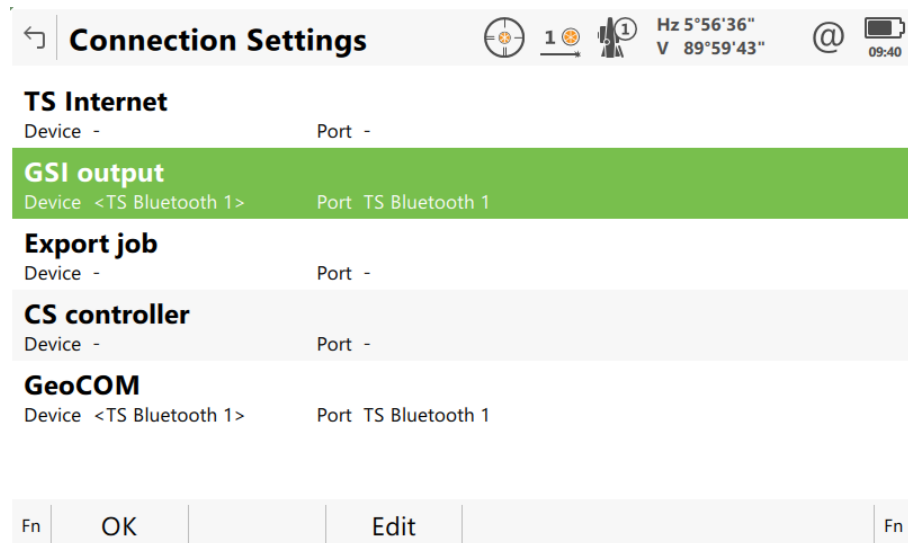 Connection Settings
1
1
Hz 5°56'36"
V 89°59'43"
@
09:40
TS Internet
Device - Port -
GSI output
Device <TS Bluetooth 1> Port TS Bluetooth 1
Export job
Device - Port -
CS controller
Device - Port -
GeoCOM
Device <TS Bluetooth 1> Port TS Bluetooth 1
Fn OK Edit Fn